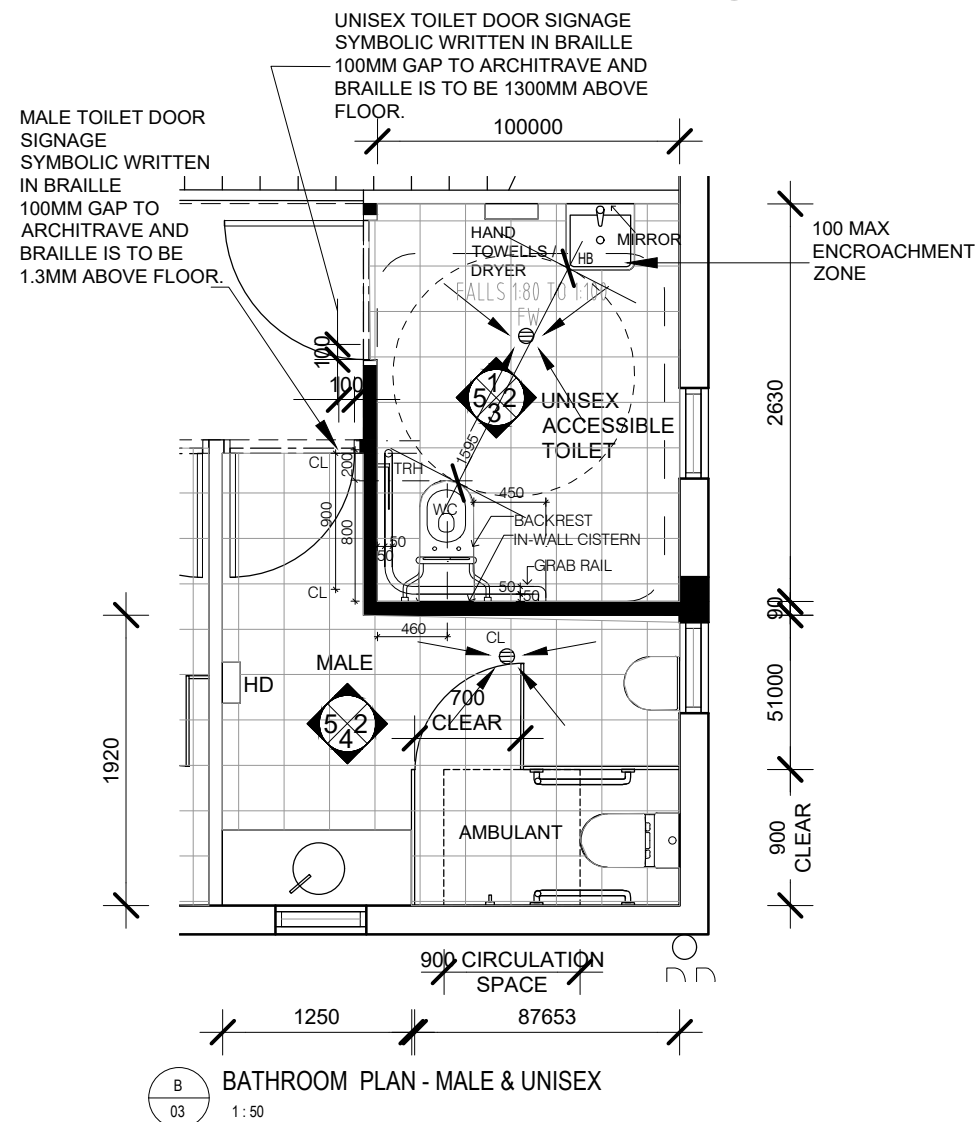 UNISEX TOILET DOOR SIGNAGE
SYMBOLIC WRITTEN IN BRAILLE
100MM GAP TO ARCHITRAVE AND
BRAILLE IS TO BE 1300MM ABOVE
FLOOR.
MALE TOILET DOOR
SIGNAGE
SYMBOLIC WRITTEN
IN BRAILLE
100MM GAP TO
ARCHITRAVE AND
BRAILLE IS TO BE
1.3MM ABOVE FLOOR.
100000
100 MAX
ENCROACHMENT
ZONE
HAND
TOWELLS /
DRYER
MIRROR
HB
FALLS 1:80 TO 1:100
FW
100
100
1
5 2
3
UNISEX
ACCESSIBLE
TOILET
2630
1595
CL
200
TRH
900
800
WC
450
BACKREST
IN-WALL CISTERN
GRAB RAIL
50
50
50
50
CL
90
460
CL
MALE
HD
5 2
4
700
CLEAR
51000
1920
AMBULANT
900
CLEAR
900 CIRCULATION
SPACE
1250
87653
B
03
BATHROOM PLAN - MALE & UNISEX
1 : 50